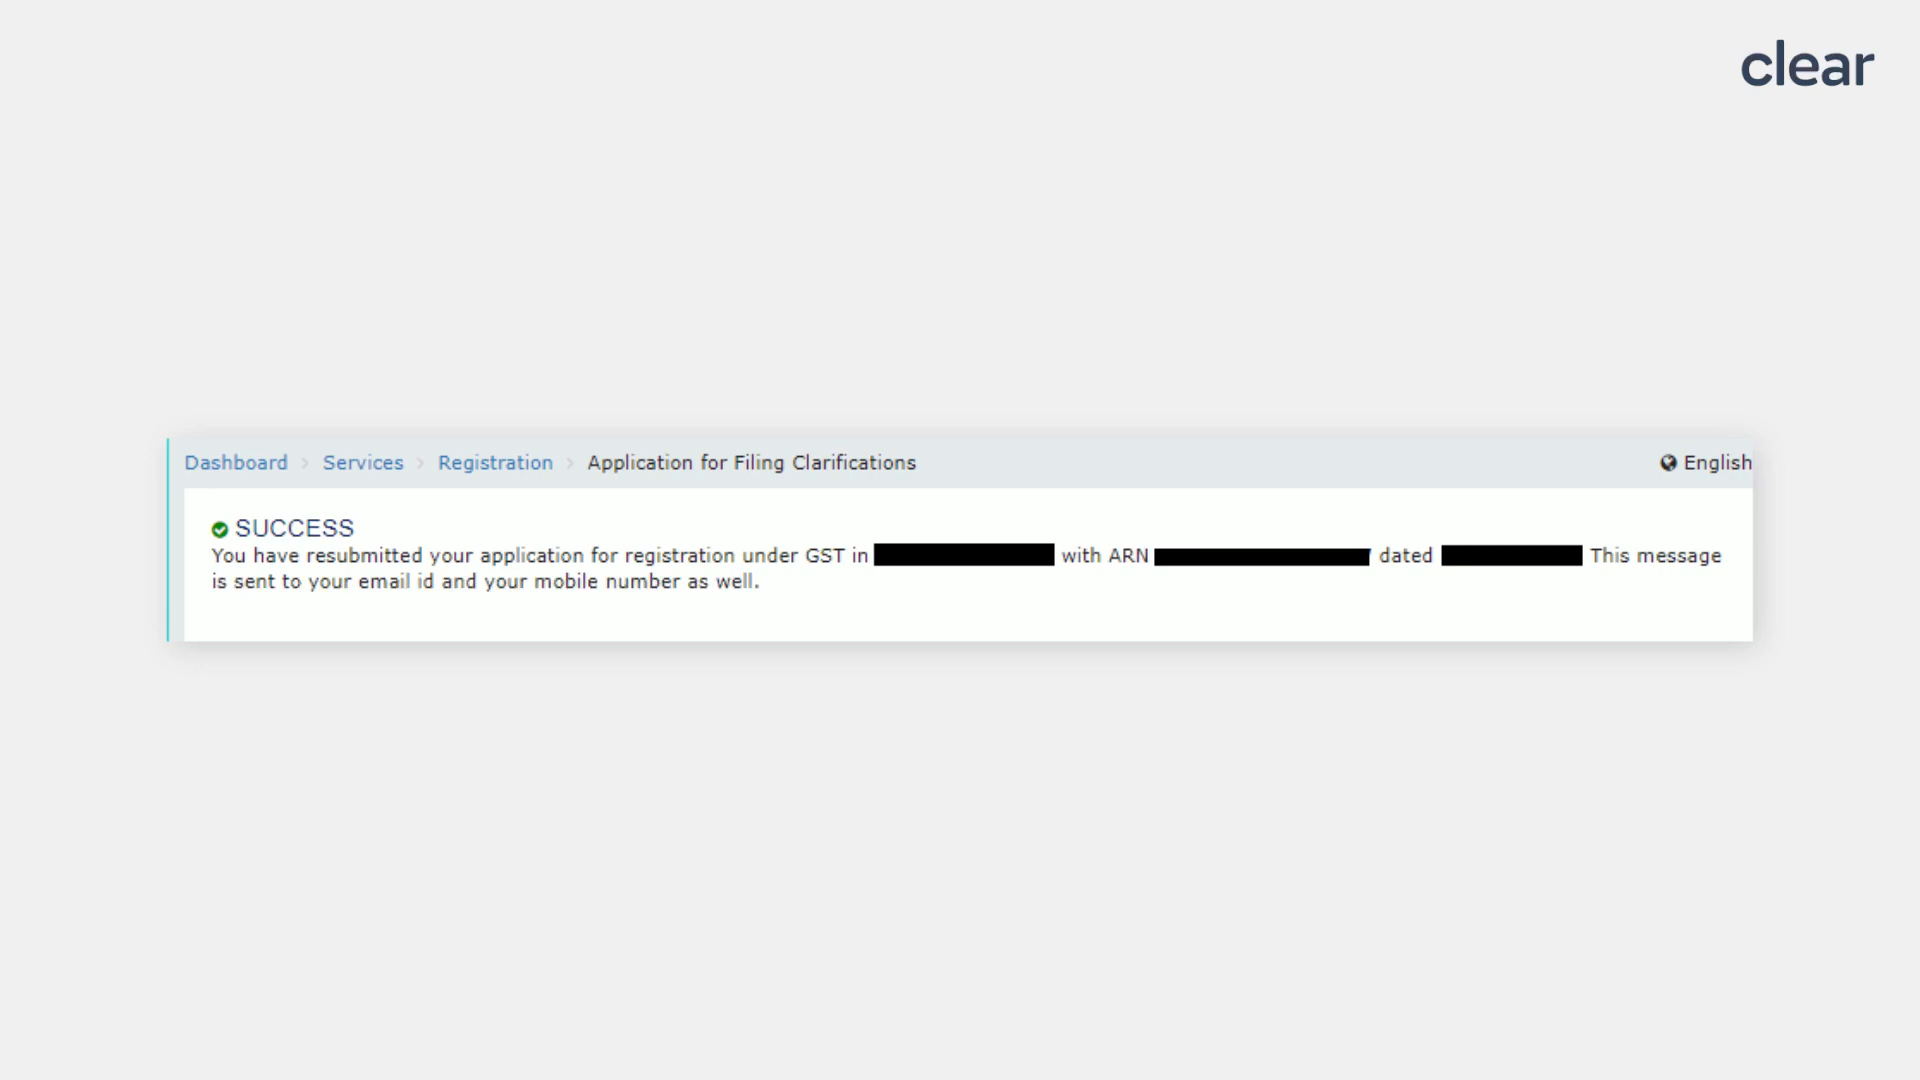 clear
Dashboard > Services > Registration > Application for Filing Clarifications English
SUCCESS
You have resubmitted your application for registration under GST in with ARN dated This message
is sent to your email id and your mobile number as well.